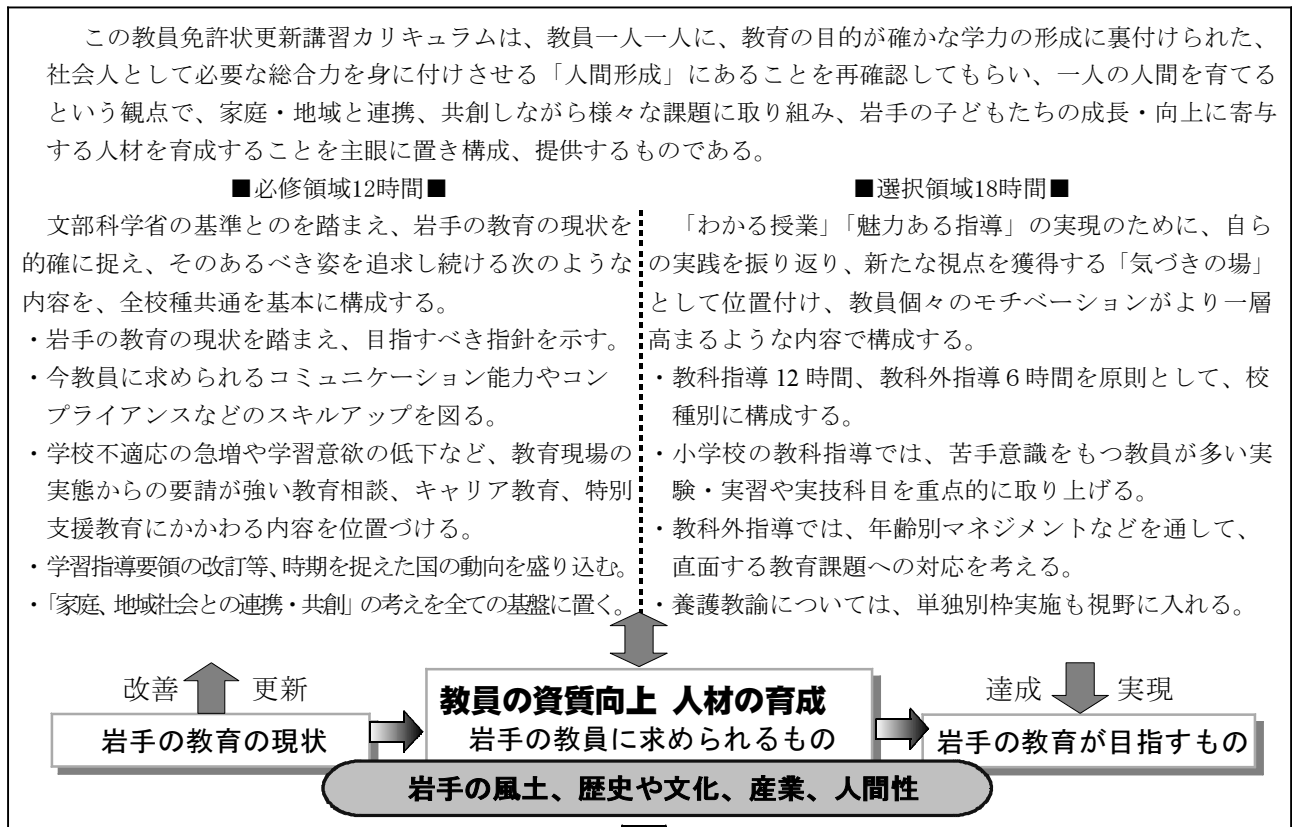 この教員免許状更新講習カリキュラムは、教員一人一人に、教育の目的が確かな学力の形成に裏付けられた、
社会人として必要な総合力を身に付けさせる「人間形成」にあることを再確認してもらい、一人の人間を育てる
という観点で、家庭・地域と連携、共創しながら様々な課題に取り組み、岩手の子どもたちの成長・向上に寄与
する人材を育成することを主眼に置き構成、提供するものである。
■必修領域12時間■
文部科学省の基準とのを踏まえ、岩手の教育の現状を
的確に捉え、そのあるべき姿を追求し続ける次のような
内容を、全校種共通を基本に構成する。
・岩手の教育の現状を踏まえ、目指すべき指針を示す。
・今教員に求められるコミュニケーション能力やコン
プライアンスなどのスキルアップを図る。
・学校不適応の急増や学習意欲の低下など、教育現場の
実態からの要請が強い教育相談、キャリア教育、特別
支援教育にかかわる内容を位置づける。
・学習指導要領の改訂等、時期を捉えた国の動向を盛り込む。
・「家庭、地域社会との連携・共創」の考えを全ての基盤に置く。
■選択領域18時間■
「わかる授業」「魅力ある指導」の実現のために、自ら
の実践を振り返り、新たな視点を獲得する「気づきの場」
として位置付け、教員個々のモチベーションがより一層
高まるような内容で構成する。
・教科指導 12 時間、教科外指導６時間を原則として、校
種別に構成する。
・小学校の教科指導では、苦手意識をもつ教員が多い実
験・実習や実技科目を重点的に取り上げる。
・教科外指導では、年齢別マネジメントなどを通して、
直面する教育課題への対応を考える。
・養護教諭については、単独別枠実施も視野に入れる。
改善 更新
岩手の教育の現状
教員の資質向上 人材の育成
岩手の教員に求められるもの
達成 実現
岩手の教育が目指すもの
岩手の風土、歴史や文化、産業、人間性